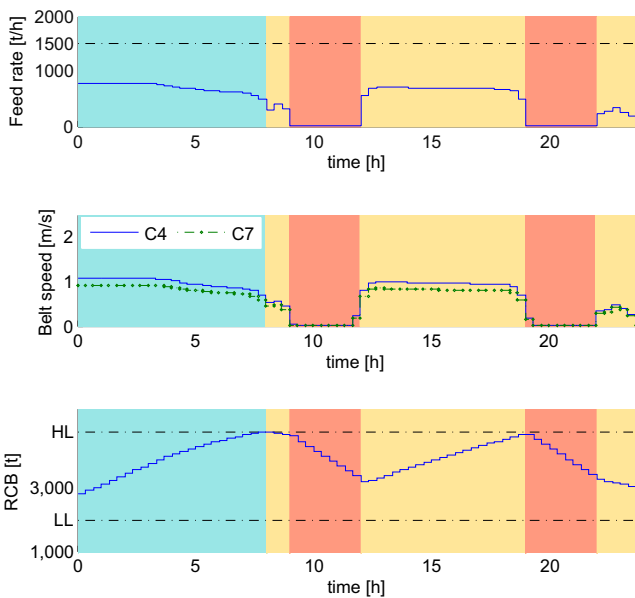 Feed rate [t/h]
2000
1500
1000
0
0 5 10 15 20
time [h]
Belt speed [m/s]
C4 C7
2
1
0
0 5 10 15 20
time [h]
RCB [t]
HL
3,000
LL
1,000
0 5 10 15 20
time [h]